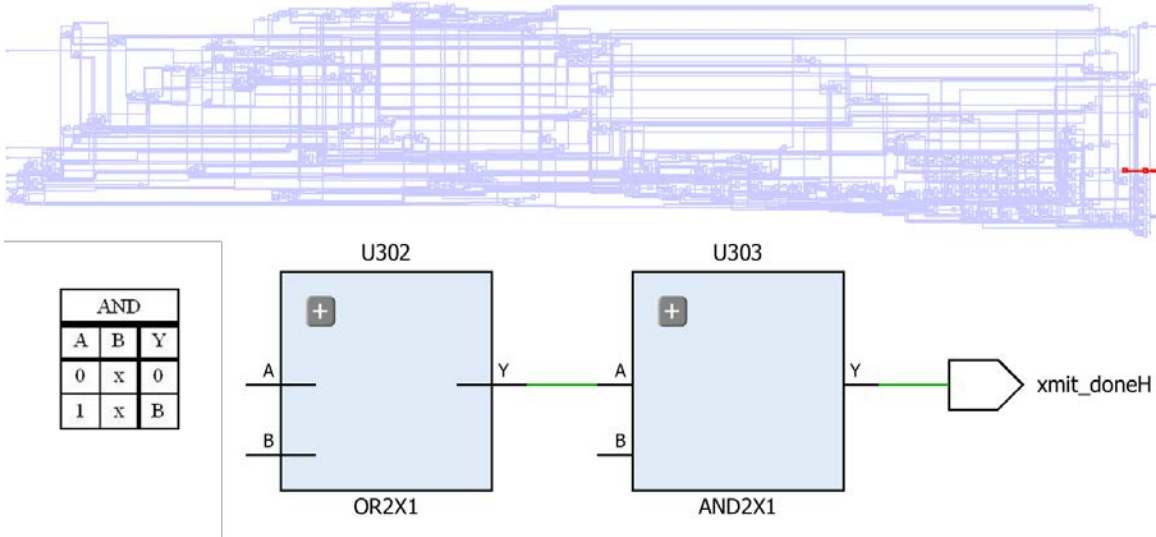 U302
U303
AND
A B Y
0 x 0
1 x B
A
Y
A
Y
xmit_doneH
B
B
OR2X1
AND2X1